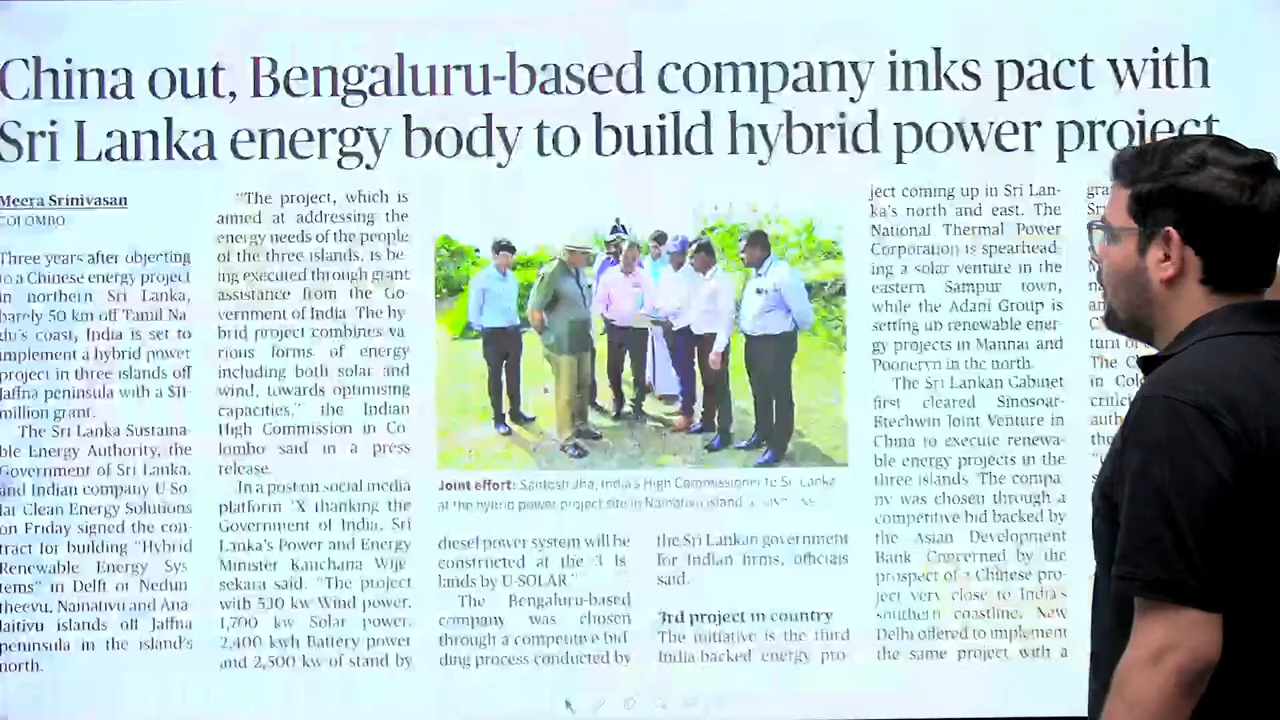 China out, Bengaluru-based company inks pact with
Sri Lanka energy body to build hybrid power project
Meera Srinivasan
COLOMBO
Three years after objecting
to a Chinese energy project
in northern Sri Lanka,
barely 50 km off Tamil Na
du's coast, India is set to
implement a hybrid power
project in three islands off
Jaffna peninsula with a
million grant.
The Sri Lanka Sustaina-
ble Energy Authority, the
Government of Sri Lanka,
and Indian company U So
lar Clean Energy Solutions
on Friday signed the con-
tract for building "Hybrid
Renewable Energy Sys
tems" in Delft or Nedun
theevu, Nainativu and Ana
laitivu islands off Jaffna
peninsula in the island's
north.
"The project, which is
aimed at addressing the
energy needs of the people
of the three islands, is be-
ing executed through grant
assistance from the Go-
vernment of India. The hy
brid project combines va
rious forms of energy
including both solar and
wind, towards optimising
capacities," the Indian
High Commission in Co
lombo said in a press
release.
In a post on social media
platform 'X thanking the
Government of India, Sri
Lanka's Power and Energy
Minister Kanchana Wije
sekara said. "The project
with 530 kw Wind power,
1,700 kw Solar power,
2,400 kwh Battery power
and 2,500 kw of stand by
Joint effort: Santosh Jha, India's High Commissioner to Sri Lanka
at the hybrid power project site in Nainativu island
diesel power system will be
constructed at the 3 Is
lands by U-SOLAR."
The Bengaluru-based
company was chosen
through a competitive bid
ding process conducted by
the Sri Lankan government
for Indian firms, officials
said.
3rd project in country
The initiative is the third
India backed energy pro-
ject coming up in Sri Lan-
ka's north and east. The
National Thermal Power
Corporation is spearhead-
ing a solar venture in the
eastern Sampur town,
while the Adani Group is
setting up renewable ener-
gy projects in Mannar and
Pooneryn in the north.
The Sri Lankan Cabinet
first cleared Sinosoar-
Etechwin Joint Venture in
China to execute renewa-
ble energy projects in the
three islands. The compa
ny was chosen through a
competitive bid backed by
the Asian Development
Bank Concerned by the
prospect of a Chinese pro-
ject very close to India's
southern coastline, New
Delhi offered to implement
the same project with a